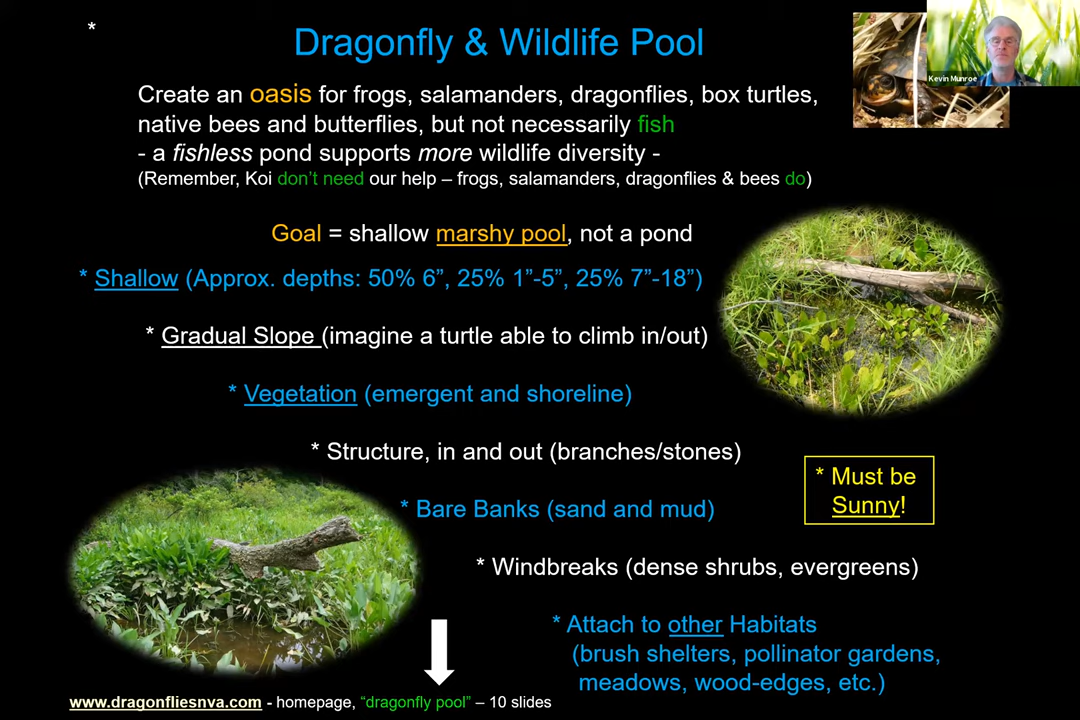 *
Dragonfly & Wildlife Pool
Kevin Munroe
Create an oasis for frogs, salamanders, dragonflies, box turtles,
native bees and butterflies, but not necessarily fish
- a fishless pond supports more wildlife diversity -
(Remember, Koi don't need our help – frogs, salamanders, dragonflies & bees do)
Goal = shallow marshy pool, not a pond
* Shallow (Approx. depths: 50% 6”, 25% 1”-5”, 25% 7”-18”)
* Gradual Slope (imagine a turtle able to climb in/out)
* Vegetation (emergent and shoreline)
* Structure, in and out (branches/stones)
* Must be
Sunny!
* Bare Banks (sand and mud)
* Windbreaks (dense shrubs, evergreens)
* Attach to other Habitats
(brush shelters, pollinator gardens,
meadows, wood-edges, etc.)
www.dragonfliesnva.com - homepage, “dragonfly pool” – 10 slides